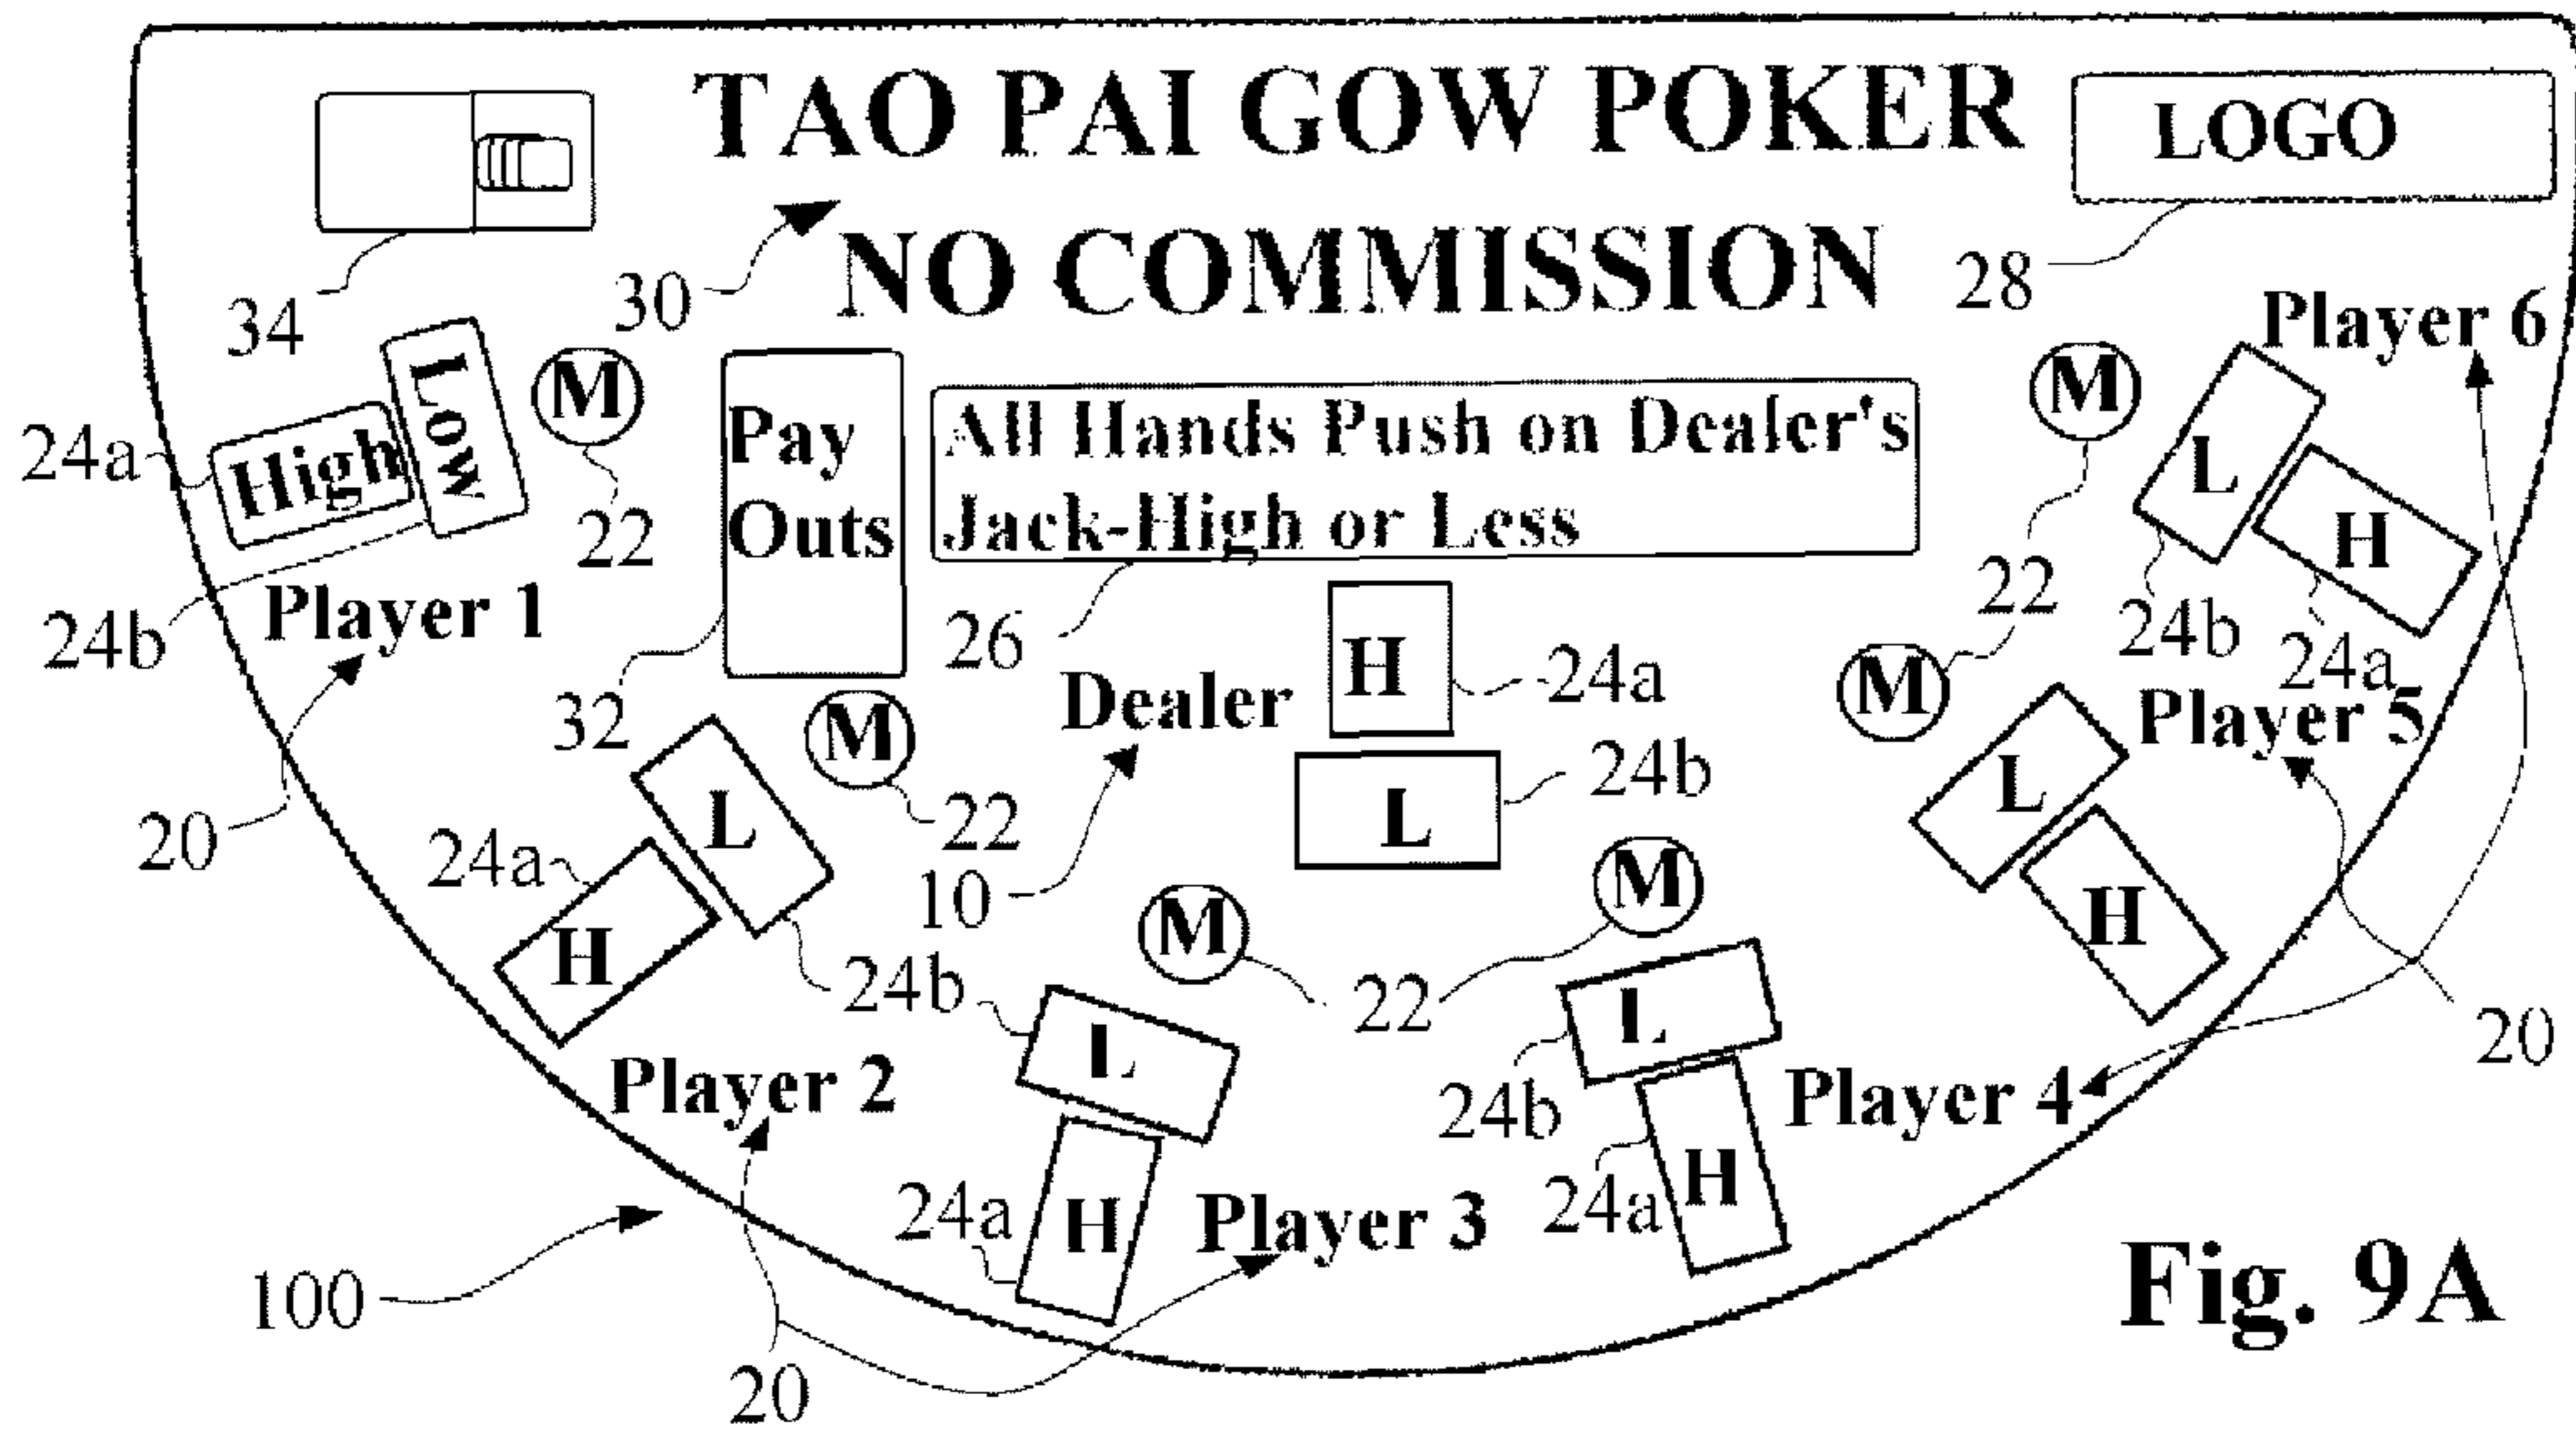 TAO PAI GOW POKER
LOGO
NO COMMISSION
34
30
28
Player 6
High
Low
M
M
24a
22
Pay
Outs
All Hands Push on Dealer's
Jack-High or Less
L
H
24b
Player 1
32
26
22
24b
24a
H
24a
Dealer
M
Player 5
20
M
22
L
24b
L
H
24a
L
H
10
M
M
24b
22
20
Player 2
L
L
24b
Player 4
24a
H
Player 3
24a
H
100
20
Fig. 9A